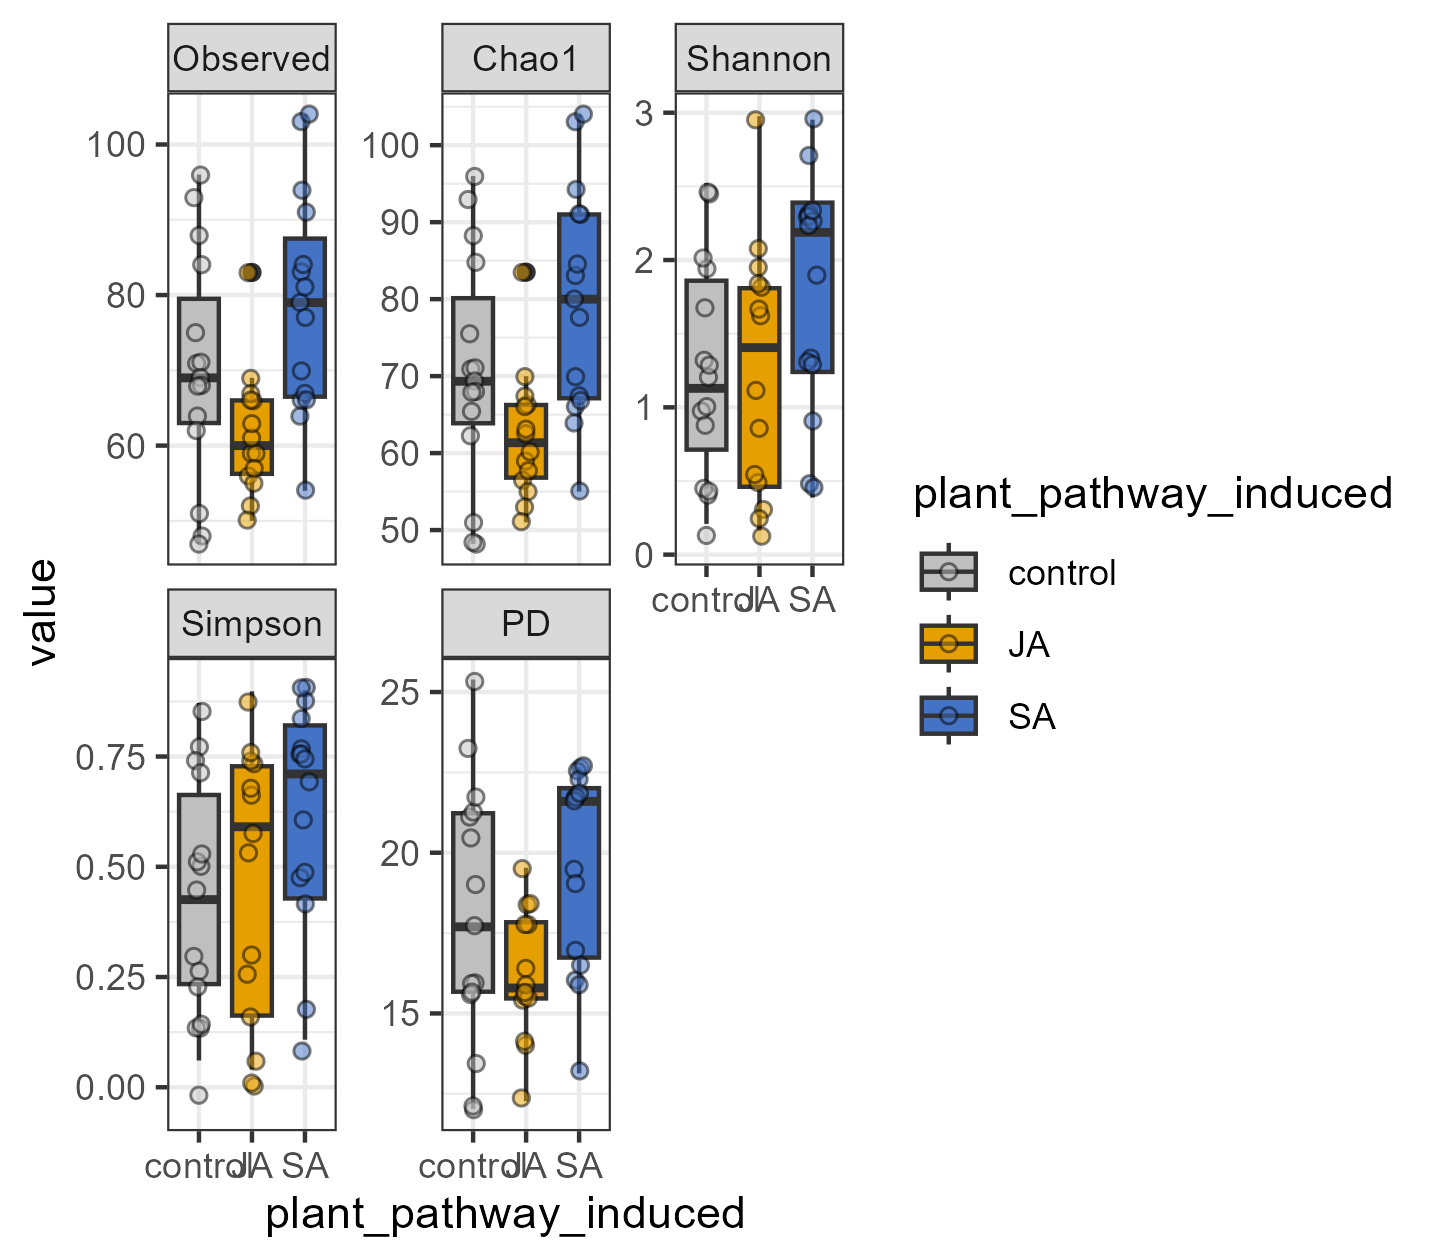 Observed
Chao1
Shannon
100
80
60
100
90
80
70
60
50
3
2
1
0
control JA SA
Simpson
PD
0.75
0.50
0.25
0.00
25
20
15
control JA SA
control JA SA
value
plant_pathway_induced
plant_pathway_induced
control
JA
SA